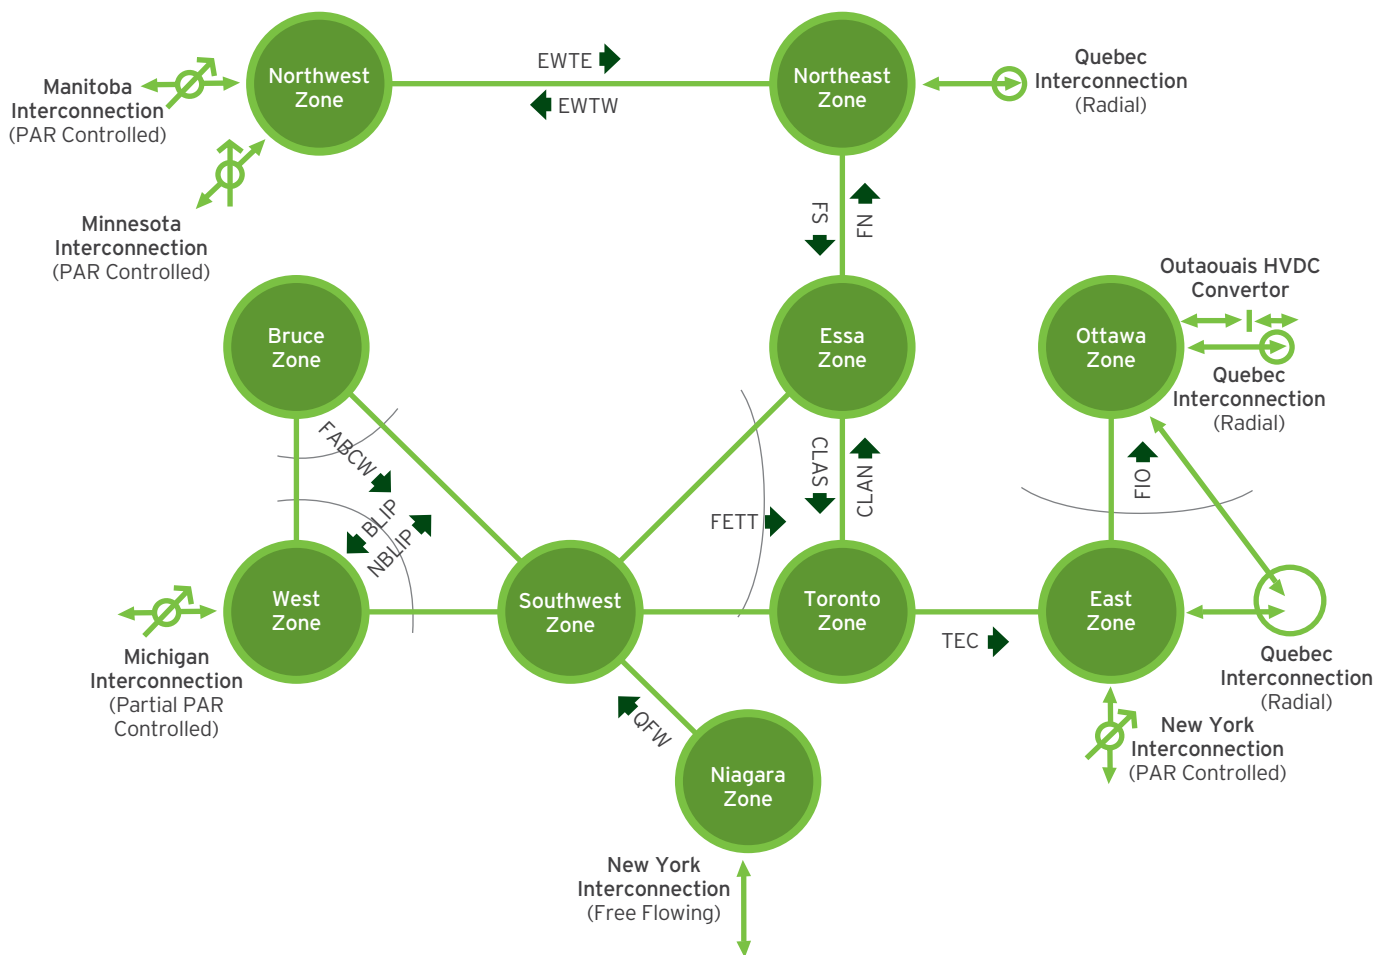 Northwest
Zone
EWTE
EWTW
Northeast
Zone
Quebec
Interconnection
(Radial)
Manitoba
Interconnection
(PAR Controlled)
Minnesota
Interconnection
(PAR Controlled)
FS
FN
Bruce
Zone
Essa
Zone
Ottawa
Zone
Outaouais HVDC
Convertor
Quebec
Interconnection
(Radial)
FABCW
BLIP
NBLIP
FETT
CLAS
CLAN
FIO
West
Zone
Southwest
Zone
Toronto
Zone
TEC
East
Zone
Michigan
Interconnection
(Partial PAR
Controlled)
QFW
Niagara
Zone
Quebec
Interconnection
(Radial)
New York
Interconnection
(PAR Controlled)
New York
Interconnection
(Free Flowing)